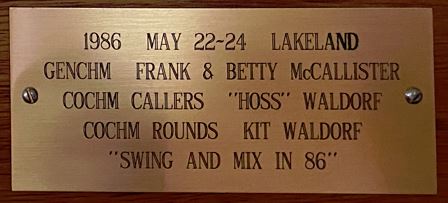 1986 MAY 22-24 LAKELAND
GENCHM FRANK & BETTY McCALLISTER
COCHM CALLERS "HOSS" WALDORF
COCHM ROUNDS KIT WALDORF
"SWING AND MIX IN 86"